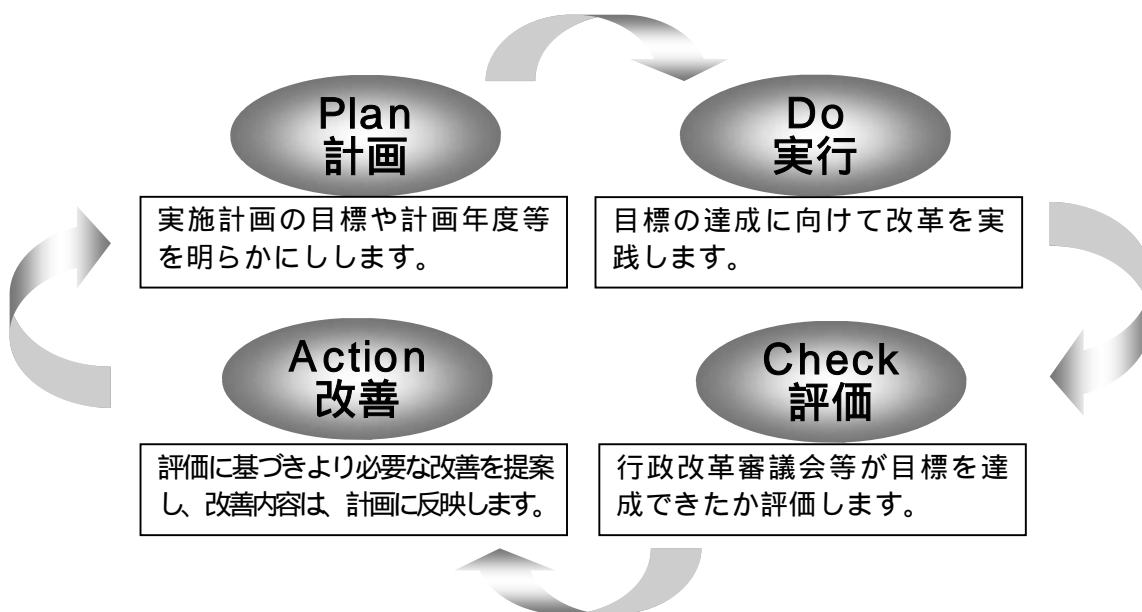 Plan
計画
実施計画の目標や計画年度等
を明らかにしします。
Do
実行
目標の達成に向けて改革を実
践します。
Action
改善
評価に基づきより必要な改善を提案
し、改善内容は、計画に反映します。
Check
評価
行政改革審議会等が目標を達
成できたか評価します。